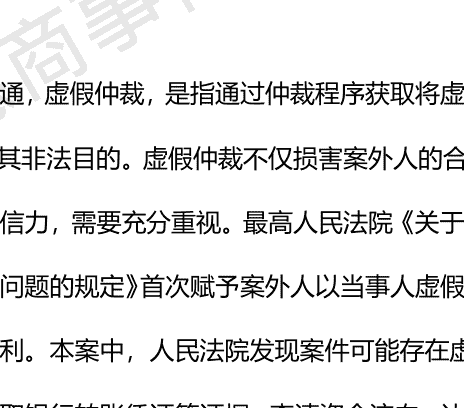 商事
通，虚假仲裁，是指通过仲裁程序获取将虚
其非法目的。虚假仲裁不仅损害案外人的合
信力，需要充分重视。最高人民法院《关于
问题的规定》首次赋予案外人以当事人虚假
利。本案中，人民法院发现案件可能存在虚